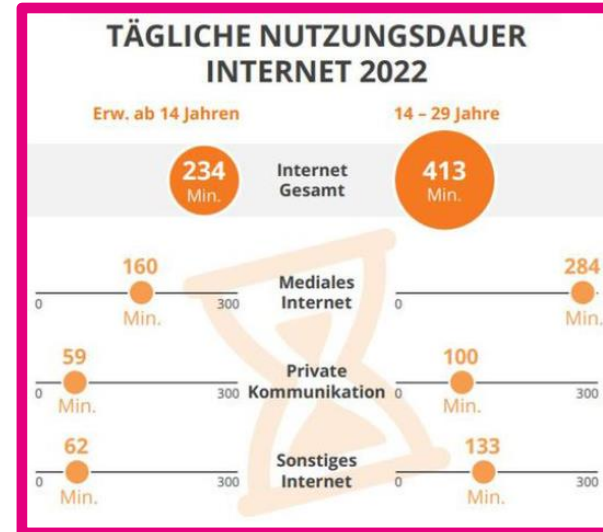 TÄGLICHE NUTZUNGSDAUER
INTERNET 2022
Erw. ab 14 Jahren
14 – 29 Jahre
234
Min.
Internet
Gesamt
413
Min.
160
Min.
0
300
Mediales
Internet
284
Min.
0
59
Min.
0
300
Private
Kommunikation
100
Min.
0
300
62
Min.
0
300
Sonstiges
Internet
133
Min.
0
300